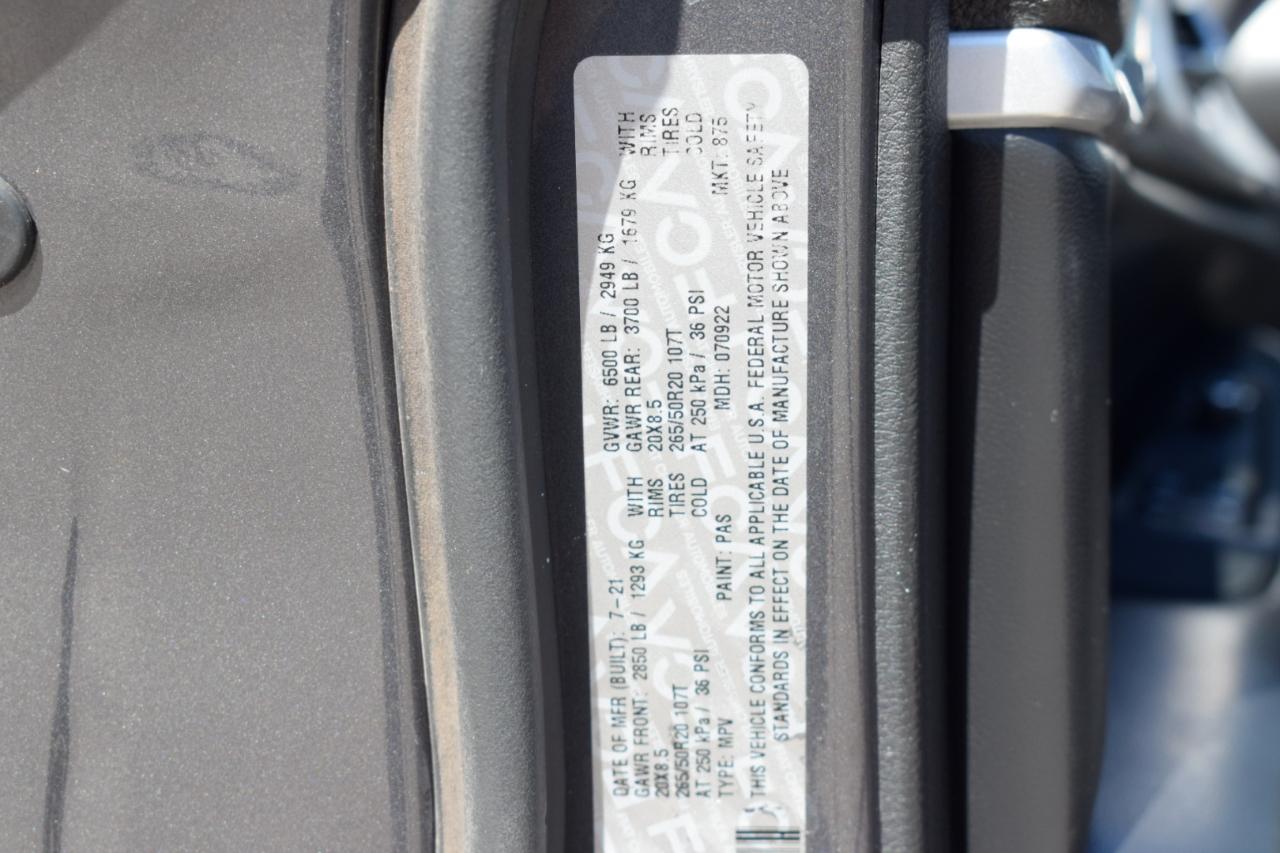 DATE OF MFR (BUILT): 7-21 GVWR: 6500 LB / 2949 KG
GAWR FRONT: 2850 LB / 1293 KG WITH GAWR REAR: 3700 LB / 1679 KG WITH
20X8.5 RIMS 20X8.5 RIMS
265/50R20 107T TIRES 265/50R20 107T TIRES
AT 250 kPa / 36 PSI COLD AT 250 kPa / 36 PSI COLD
TYPE: MPV PAINT: PAS MDH: 070922 MKT: 875
THIS VEHICLE CONFORMS TO ALL APPLICABLE U.S.A. FEDERAL MOTOR VEHICLE SAFETY
STANDARDS IN EFFECT ON THE DATE OF MANUFACTURE SHOWN ABOVE